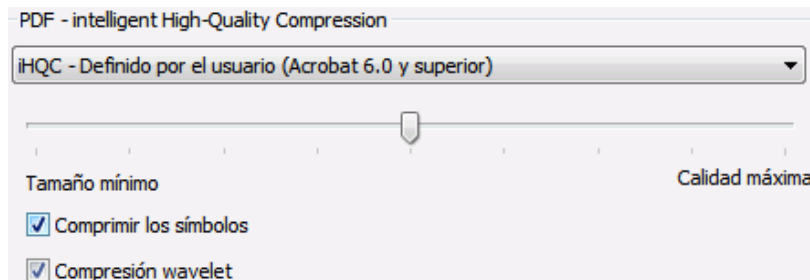 PDF - intelligent High-Quality Compression
iHQC - Definido por el usuario (Acrobat 6.0 y superior)
Tamaño mínimo
Calidad máxima
Comprimir los símbolos
Compresión wavelet